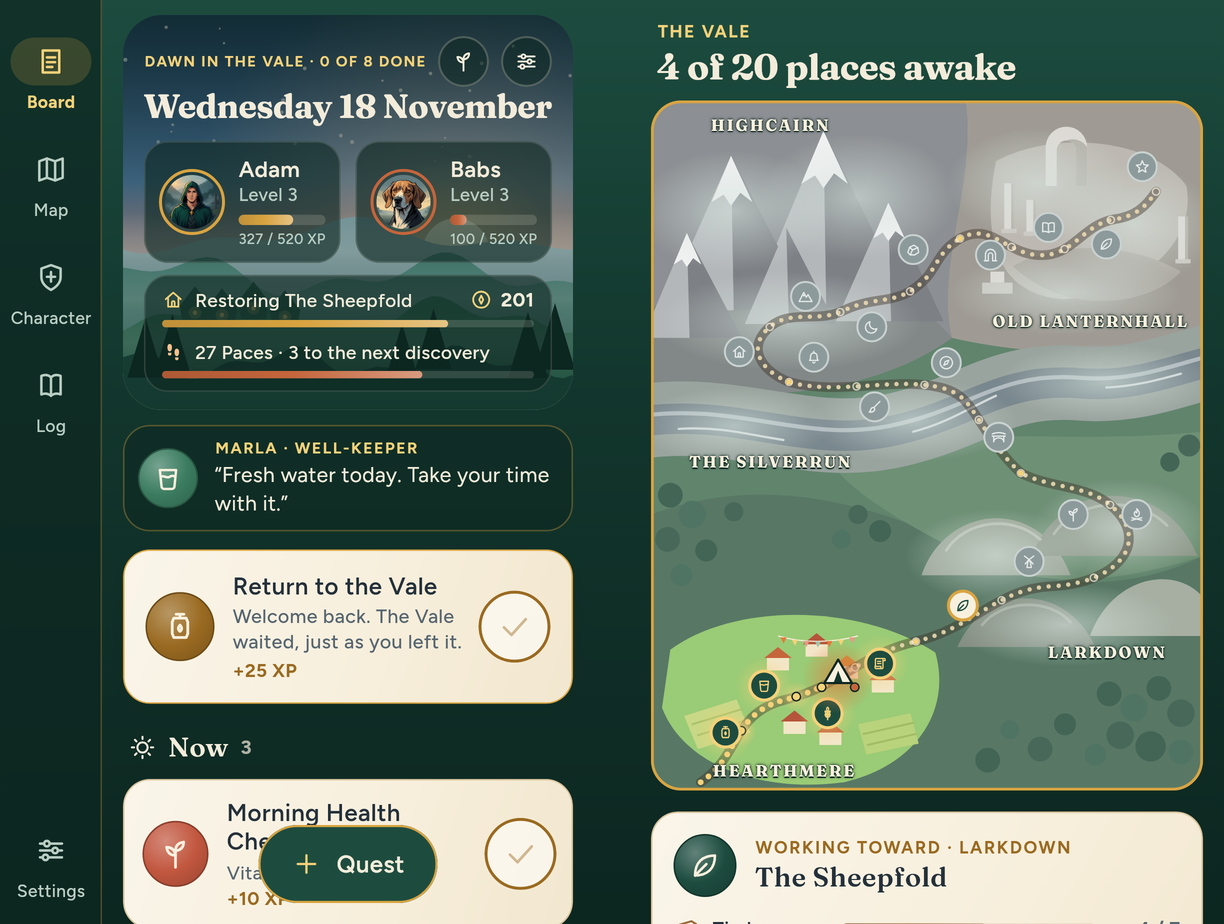 Board
Map
Character
Log
Settings
DAWN IN THE VALE · 0 OF 8 DONE
Wednesday 18 November
Adam
Level 3
327 / 520 XP
Babs
Level 3
100 / 520 XP
Restoring The Sheepfold
201
27 Paces · 3 to the next discovery
MARLA · WELL-KEEPER
“Fresh water today. Take your time
with it.”
Return to the Vale
Welcome back. The Vale
waited, just as you left it.
+25 XP
Now 3
Morning Health
+10 XP
Quest
THE VALE
4 of 20 places awake
HIGHCAIRN
OLD LANTERNHALL
THE SILVERRUN
LARKDOWN
HEARTHMERE
WORKING TOWARD · LARKDOWN
The Sheepfold